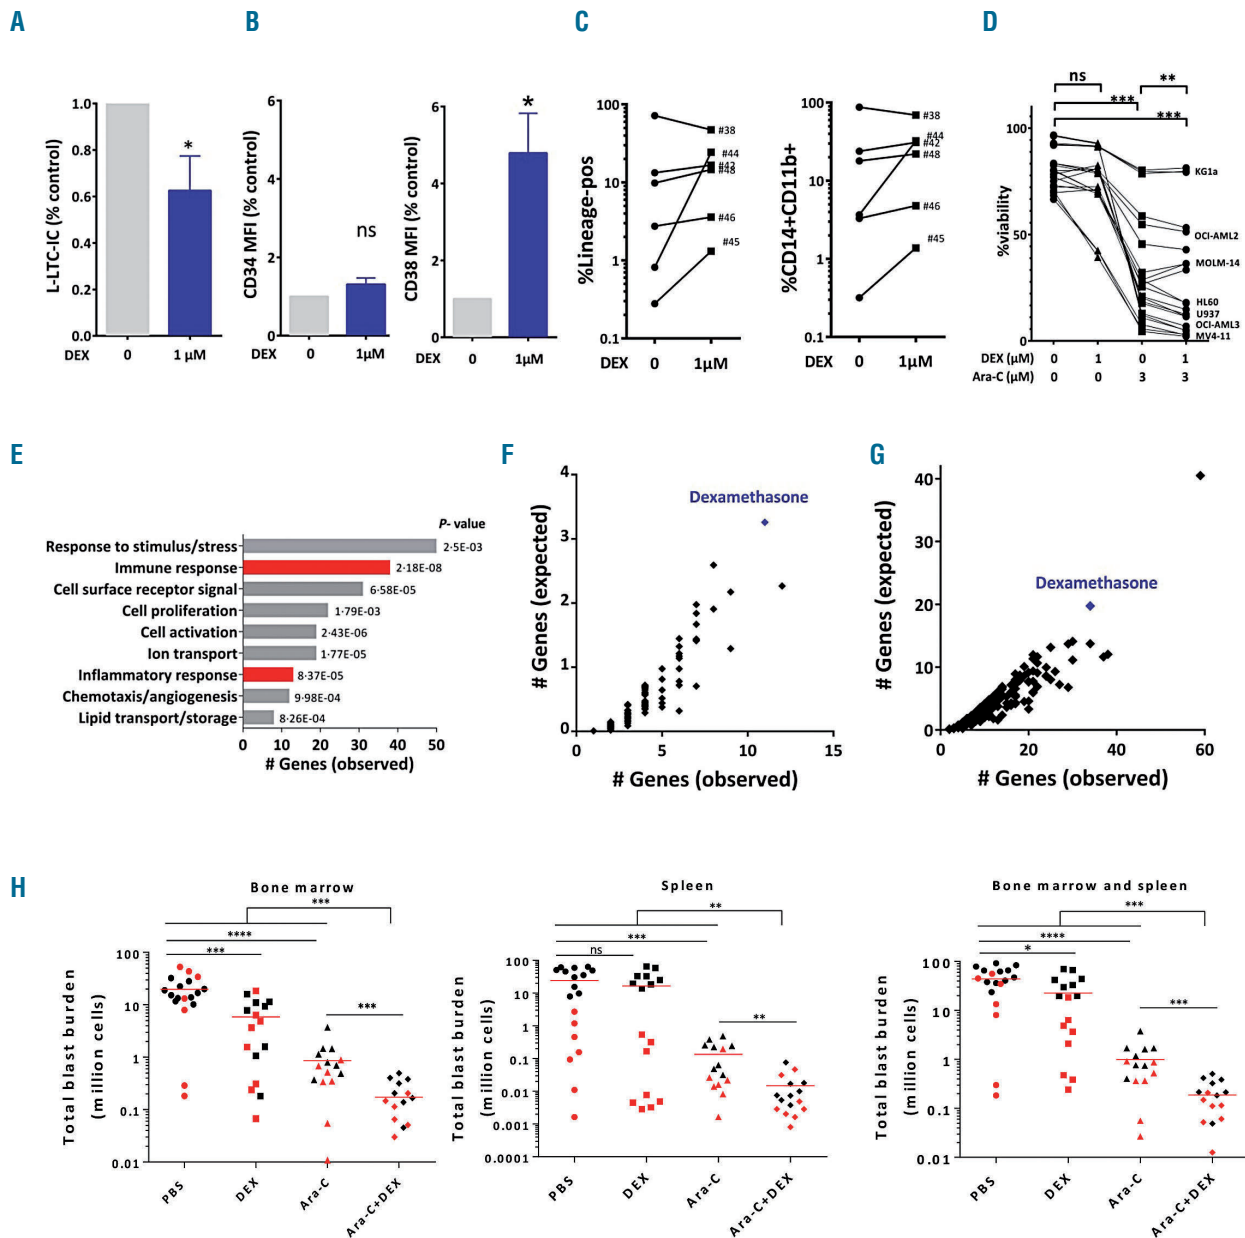 A
B
C
D
L-LTC-IC (% control)
1.0
0.8
0.6
0.4
0.2
0.0
*
DEX 0 1 µM
CD34 MFI (% control)
6
4
2
0
ns
DEX 0 1µM
CD38 MFI (% control)
6
4
2
0
*
DEX 0 1µM
%Lineage-pos
100
10
1
0.1
#38
#44
#42
#48
#46
#45
DEX 0 1µM
%CD14+CD11b+
100
10
1
0.1
#38
#44
#42
#48
#46
#45
DEX 0 1µM
ns
**
***
***
%viability
100
50
0
KG1a
OCI-AML2
MOLM-14
HL60
U937
OCI-AML3
MV4-11
DEX (µM) 0 1 0 1
Ara-C (µM) 0 0 3 3
E
F
G
P- value
Response to stimulus/stress 2·5E-03
Immune response 2·18E-08
Cell surface receptor signal 6·58E-05
Cell proliferation 1·79E-03
Cell activation 2·43E-06
Ion transport 1·77E-05
Inflammatory response 8·37E-05
Chemotaxis/angiogenesis 9·98E-04
Lipid transport/storage 8·26E-04
0 10 20 30 40 50
# Genes (observed)
# Genes (expected)
4
3
2
1
0
Dexamethasone
0 5 10 15
# Genes (observed)
# Genes (expected)
40
30
20
10
0
Dexamethasone
0 20 40 60
# Genes (observed)
H
Bone marrow
***
****
***
***
Total blast burden
(million cells)
100
10
1
0.1
0.01
PBS
DEX
Ara-C
Ara-C+DEX
Spleen
**
***
ns
**
Total blast burden
(million cells)
100
10
1
0.1
0.01
0.001
0.0001
PBS
DEX
Ara-C
Ara-C+DEX
Bone marrow and spleen
***
****
*
***
Total blast burden
(million cells)
100
10
1
0.1
0.01
PBS
DEX
Ara-C
Ara-C+DEX